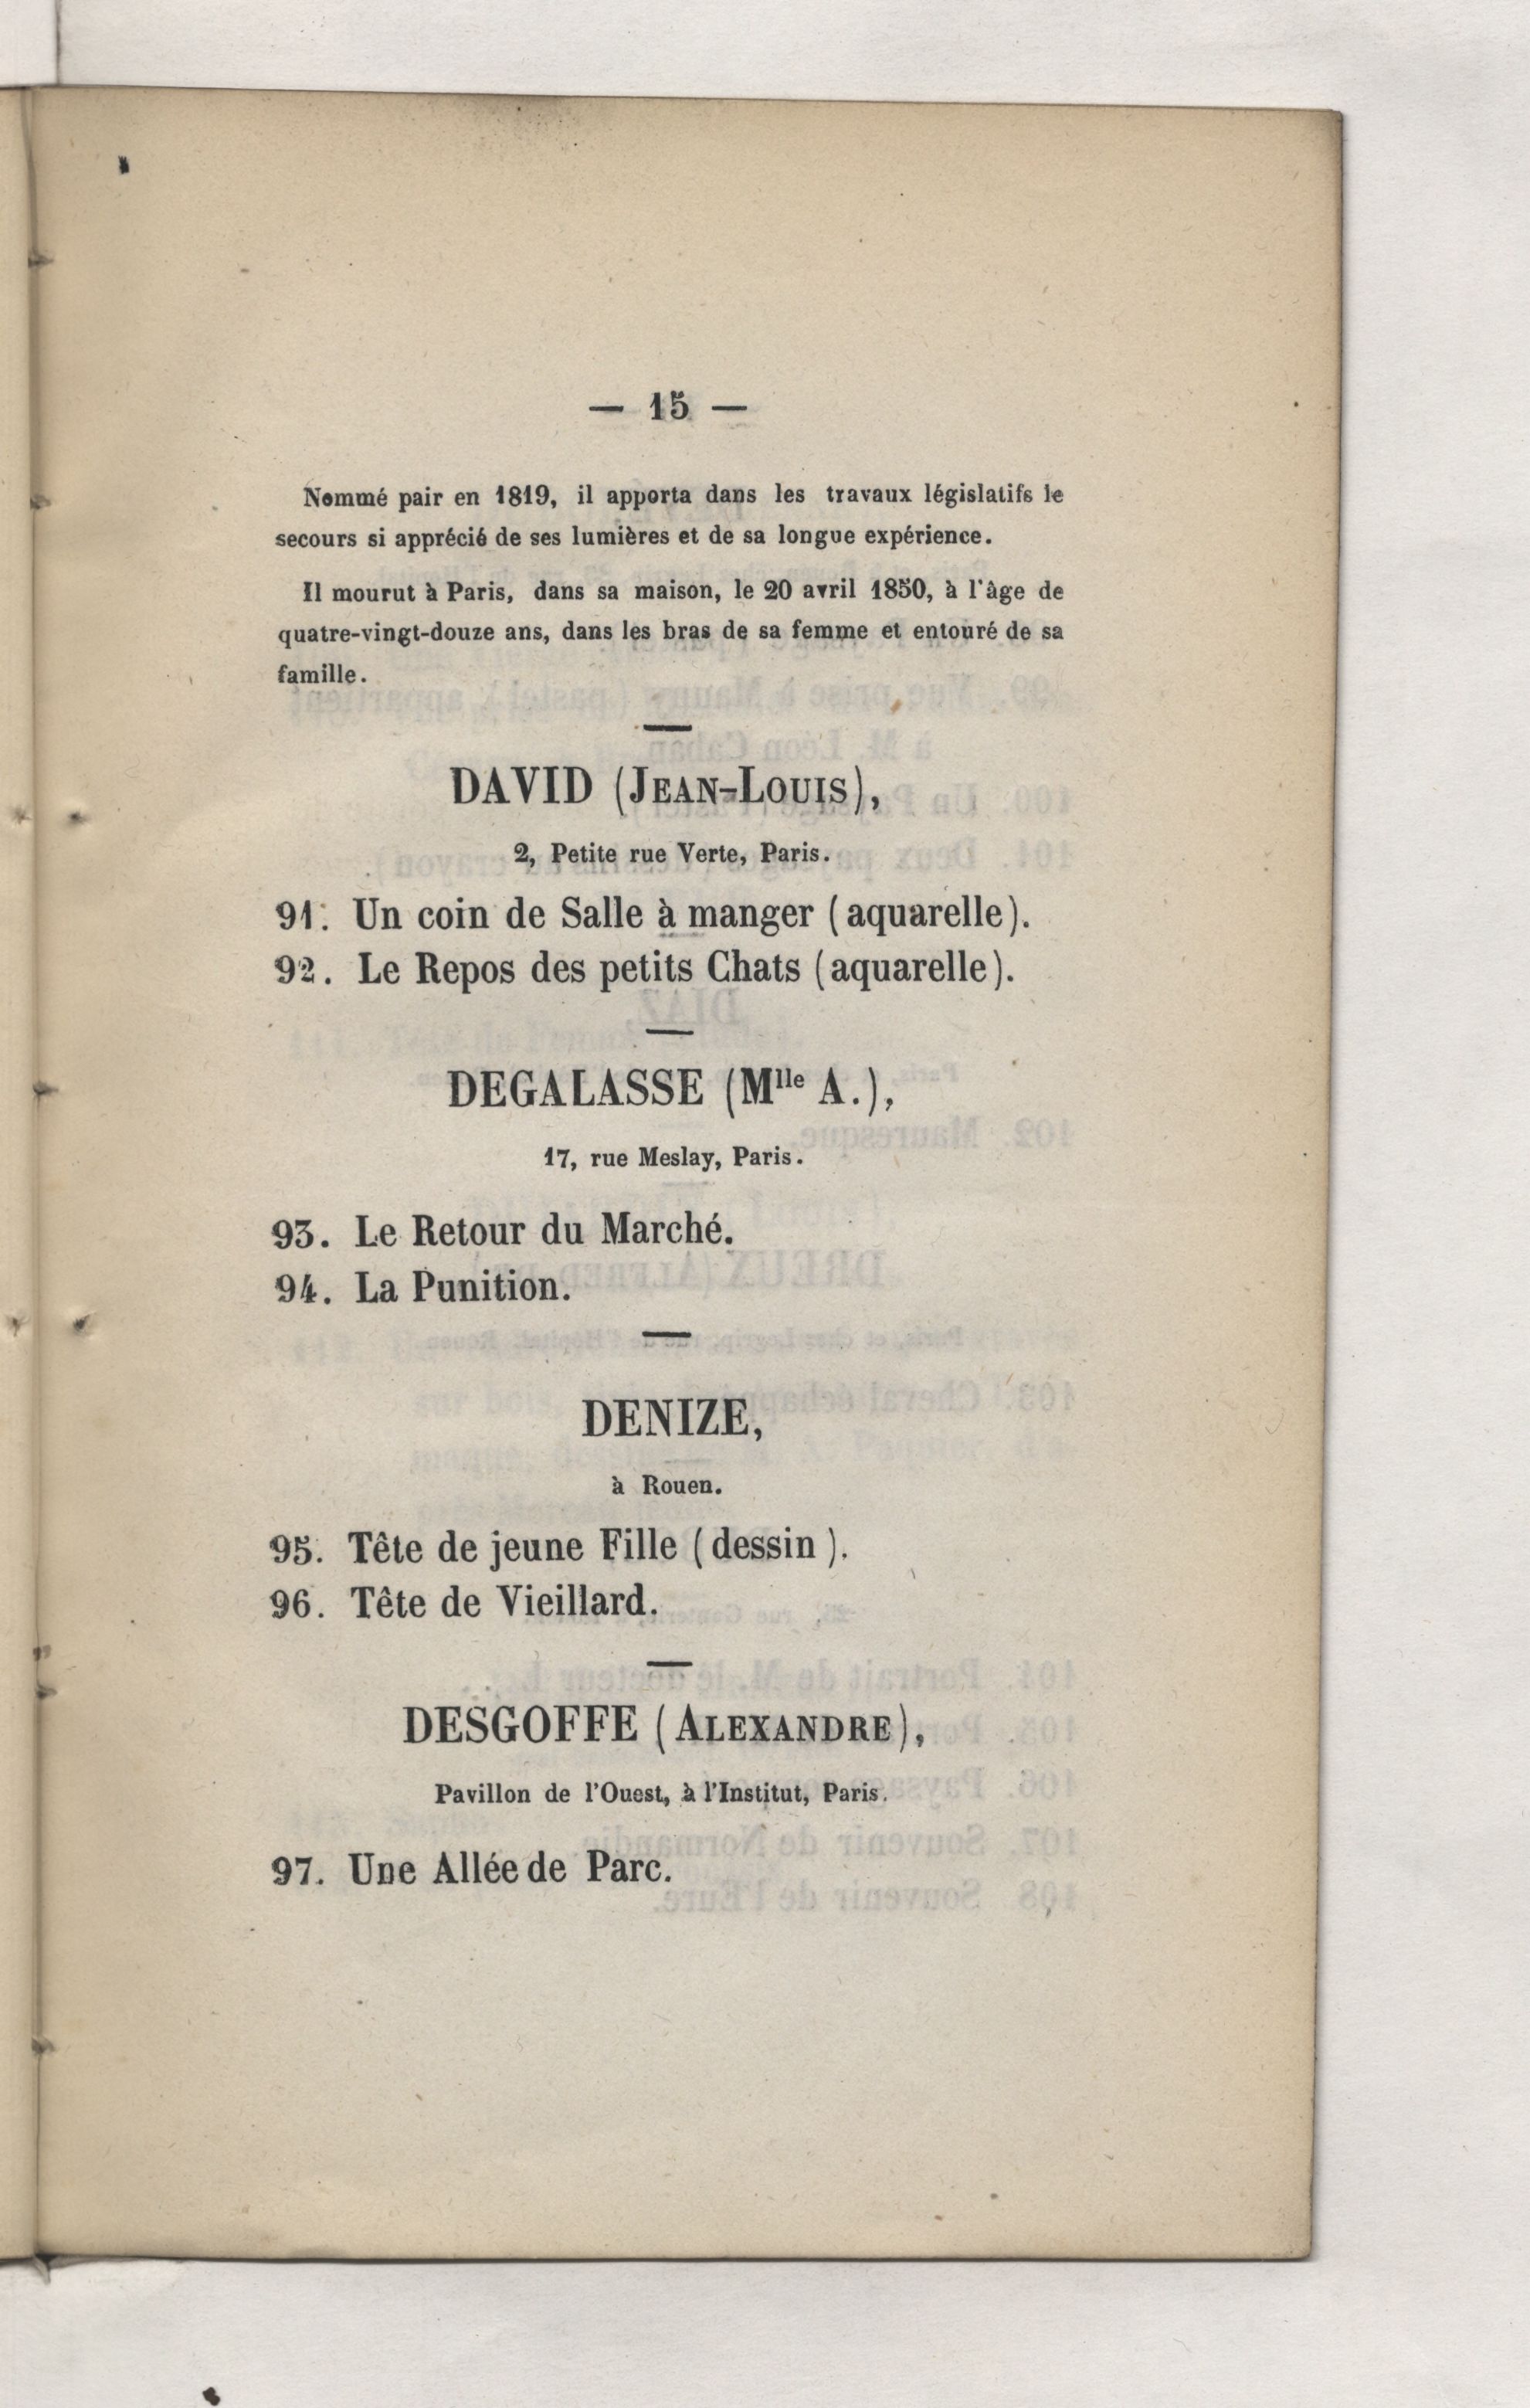 — 15 —
Nommé pair en 1819, il apporta dans les travaux législatifs le
secours si apprécié de ses lumières et de sa longue expérience.
Il mourut à Paris, dans sa maison, le 20 avril 1850, à l'âge de
quatre-vingt-douze ans, dans les bras de sa femme et entouré de sa
famille.
DAVID (JEAN-LOUIS),
2, Petite rue Verte, Paris.
91. Un coin de Salle à manger (aquarelle).
92. Le Repos des petits Chats (aquarelle).
DEGALASSE (Mlle A.),
17, rue Meslay, Paris.
93. Le Retour du Marché.
94. La Punition.
DENIZE,
à Rouen.
95. Tête de jeune Fille (dessin).
96. Tête de Vieillard.
DESGOFFE (ALEXANDRE),
Pavillon de l'Ouest, à l'Institut, Paris.
97. Une Allée de Parc.